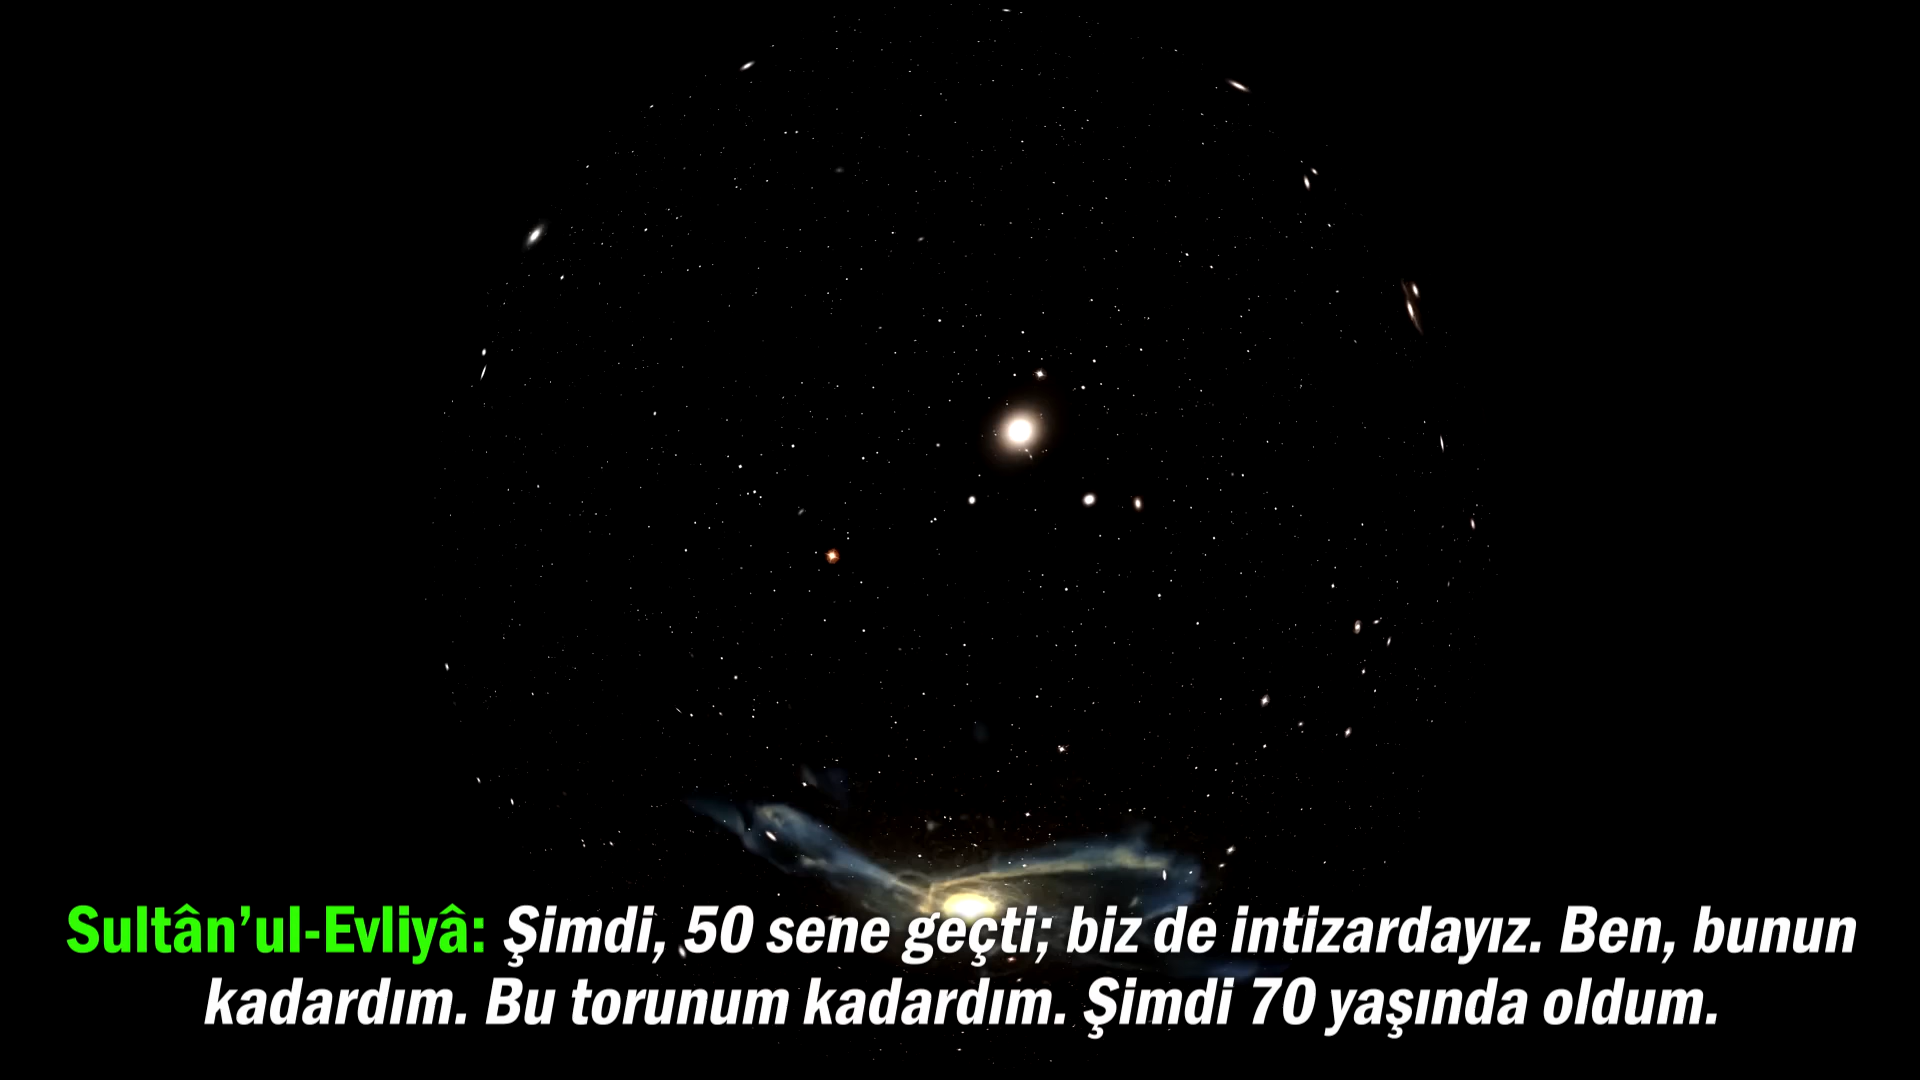 Sultân’ul-Evliyâ: Şimdi, 50 sene geçti; biz de intizardayız. Ben, bunun
kadardım. Bu torunum kadardım. Şimdi 70 yaşında oldum.